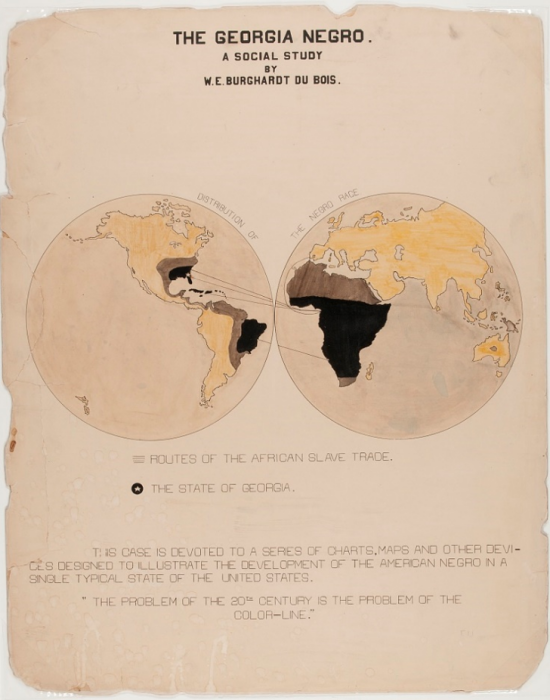 THE GEORGIA NEGRO.
A SOCIAL STUDY
BY
W.E.BURGHARDT DU BOIS.
DISTRIBUTION OF THE NEGRO RACE
ROUTES OF THE AFRICAN SLAVE TRADE.
THE STATE OF GEORGIA.
THIS CASE IS DEVOTED TO A SERIES OF CHARTS, MAPS AND OTHER DEVI-
CES DESIGNED TO ILLUSTRATE THE DEVELOPMENT OF THE AMERICAN NEGRO IN A
SINGLE TYPICAL STATE OF THE UNITED STATES.
" THE PROBLEM OF THE 20th CENTURY IS THE PROBLEM OF THE
COLOR-LINE."